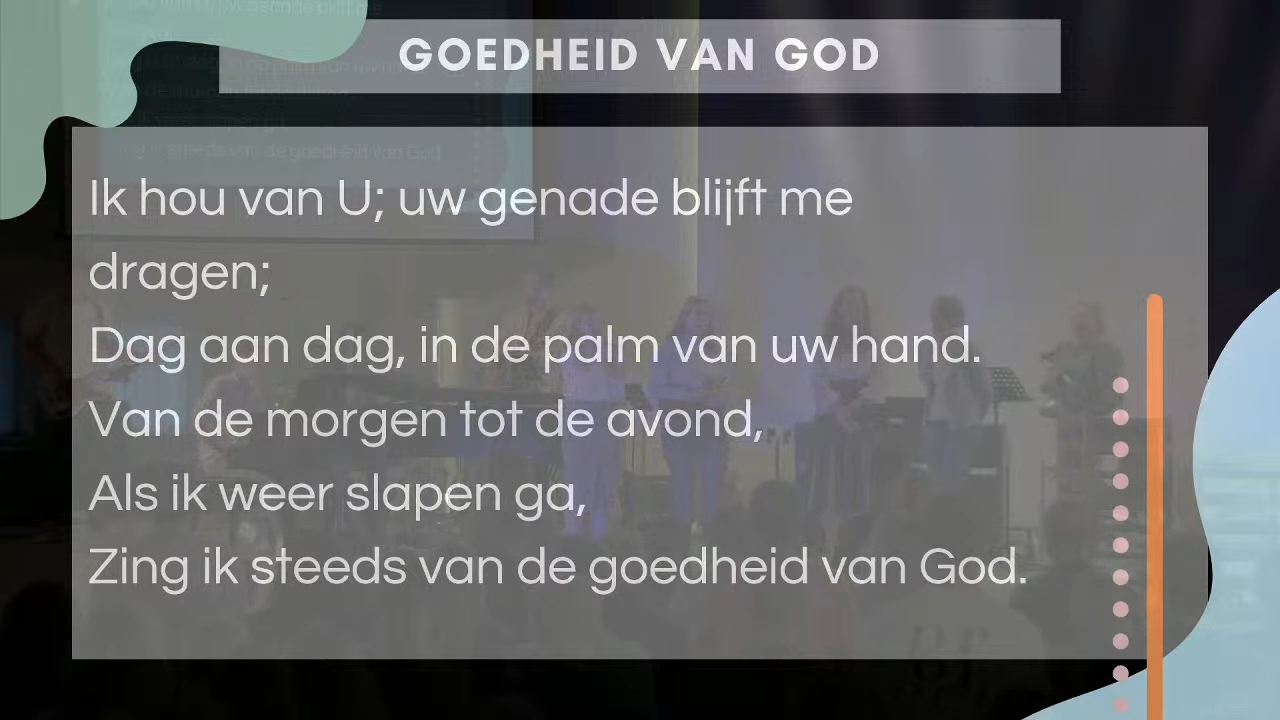 GOEDHEID VAN GOD
Ik hou van U; uw genade blijft me
dragen;
Dag aan dag, in de palm van uw hand.
Van de morgen tot de avond,
Als ik weer slapen ga,
Zing ik steeds van de goedheid van God.